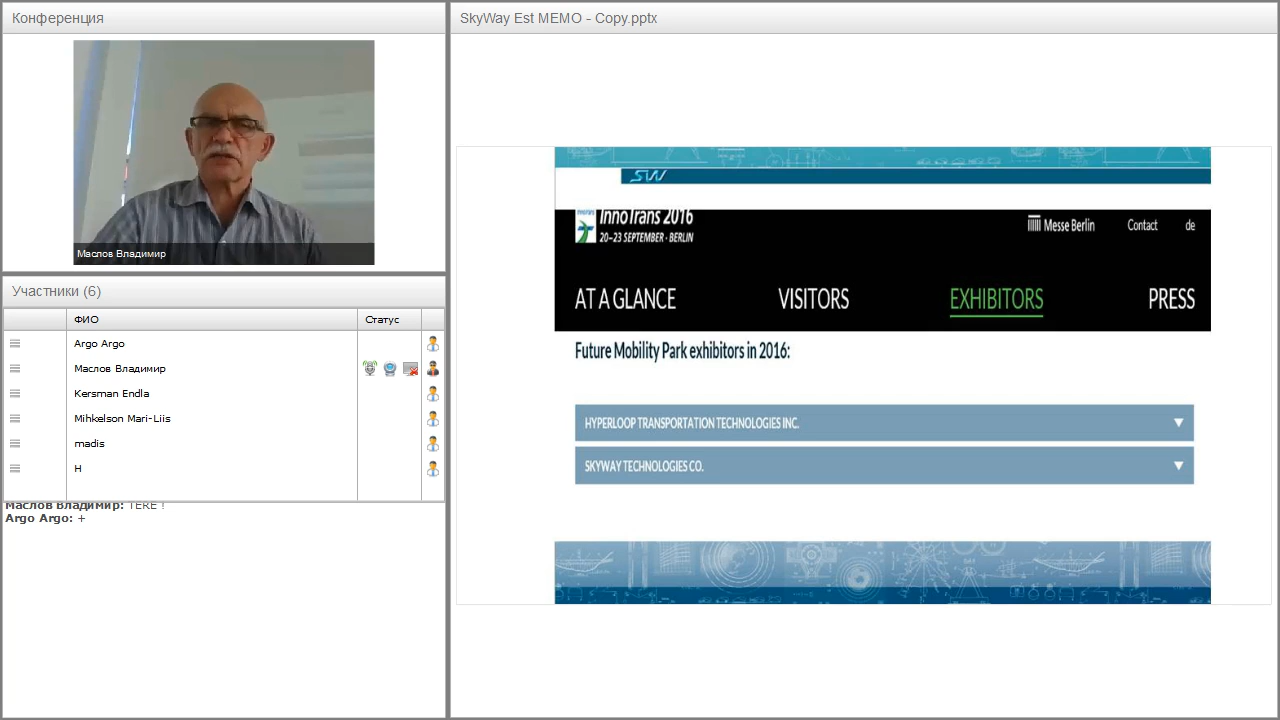 Конференция
Маслов Владимир
Участники (6)
ФИО
Статус
Argo Argo
Маслов Владимир
Kersman Endla
Mihkelson Mari-Liis
madis
H
Маслов Владимир: TERE !
Argo Argo: +
SkyWay Est MEMO - Copy.pptx
SW
InnoTrans 2016
20–23 SEPTEMBER · BERLIN
Messe Berlin
Contact
de
AT A GLANCE
VISITORS
EXHIBITORS
PRESS
Future Mobility Park exhibitors in 2016:
HYPERLOOP TRANSPORTATION TECHNOLOGIES INC.
SKYWAY TECHNOLOGIES CO.